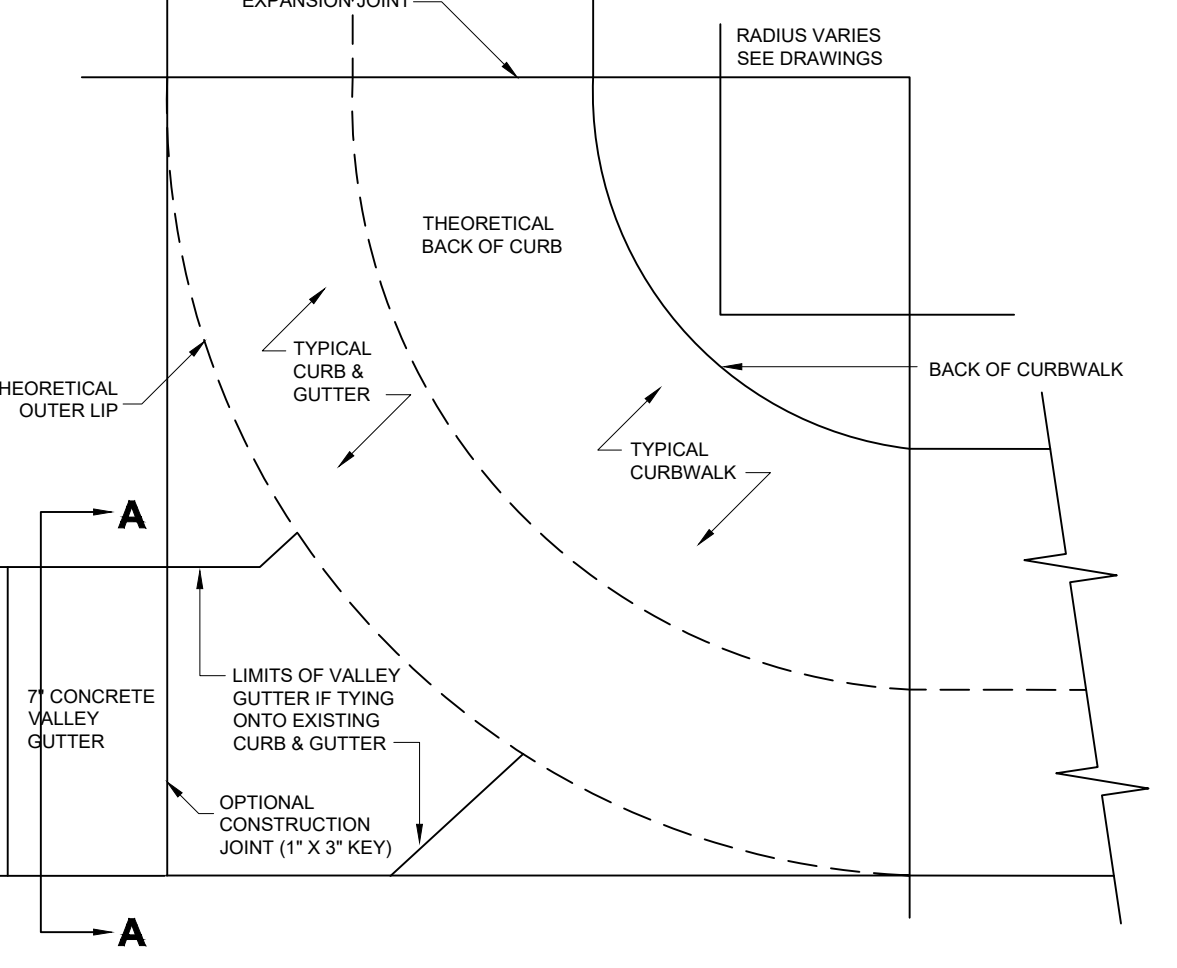 EXPANSION JOINT
RADIUS VARIES
SEE DRAWINGS
THEORETICAL
BACK OF CURB
TYPICAL
CURB &
GUTTER
HEORETICAL
OUTER LIP
BACK OF CURBWALK
TYPICAL
CURBWALK
A
LIMITS OF VALLEY
GUTTER IF TYING
ONTO EXISTING
CURB & GUTTER
7" CONCRETE
VALLEY
GUTTER
OPTIONAL
CONSTRUCTION
JOINT (1" X 3" KEY)
A